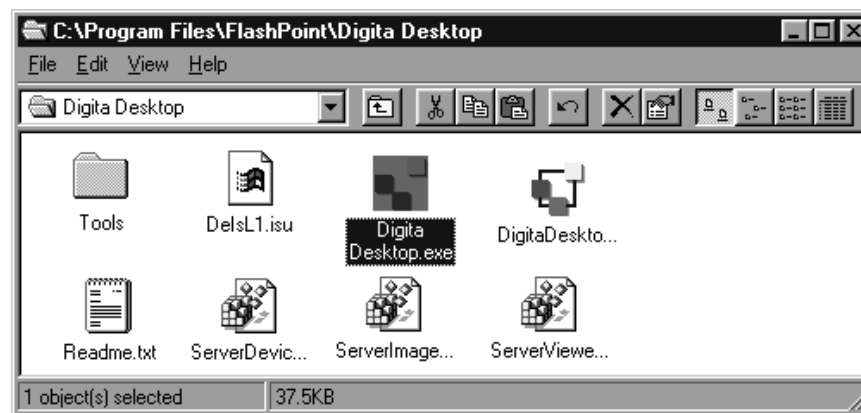 C:\Program Files\FlashPoint\Digita Desktop
File Edit View Help
Digita Desktop
Tools
DelsL1.isu
Digita
Desktop.exe
DigitaDeskto...
Readme.txt
ServerDevic...
ServerImage...
ServerViewe...
1 object(s) selected
37.5KB